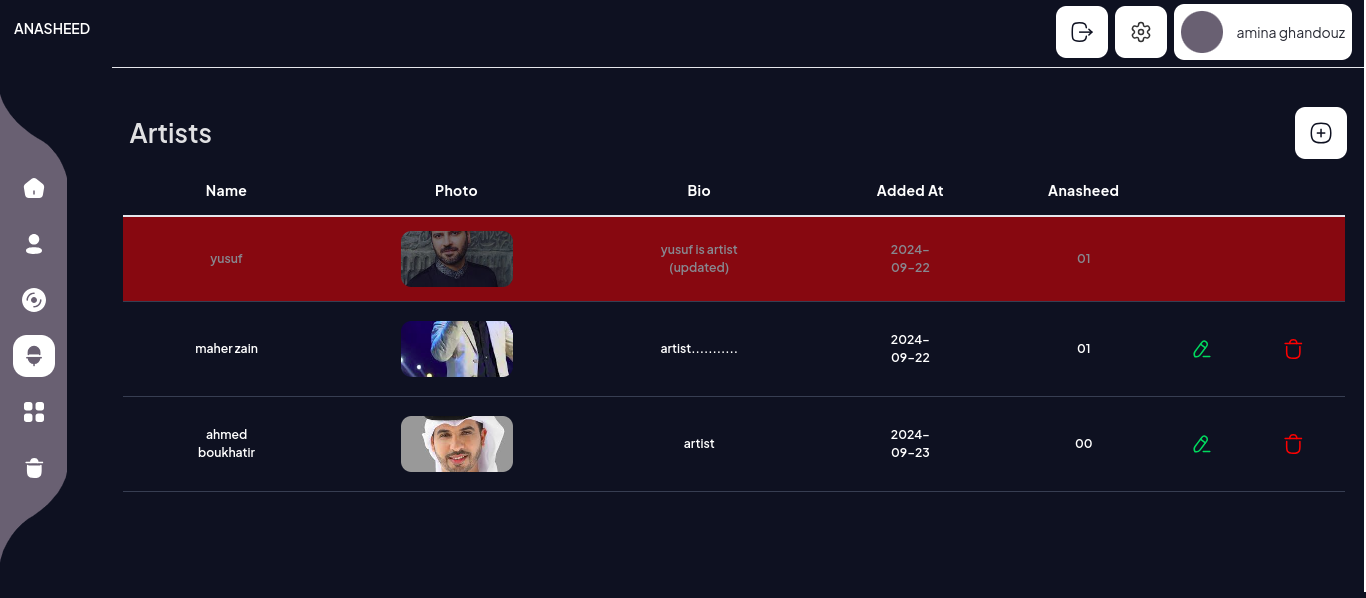 ANASHEED
amina ghandouz
Artists
Name Photo Bio Added At Anasheed
yusuf
yusuf is artist
(updated)
2024-
09-22
01
maher zain
artist...........
2024-
09-22
01
ahmed
boukhatir
artist
2024-
09-23
00